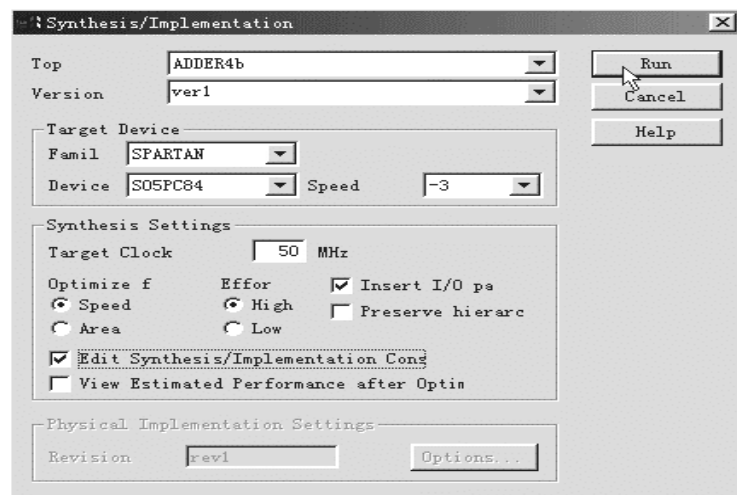 Synthesis/Implementation
Top ADDER4b Run
Version ver1 Cancel
Help
Target Device
Famil SPARTAN
Device S05PC84 Speed -3
Synthesis Settings
Target Clock 50 MHz
Optimize f Effor Insert I/O pa
Speed High Preserve hierarc
Area Low
Edit Synthesis/Implementation Cons
View Estimated Performance after Optim
Physical Implementation Settings
Revision rev1 Options...